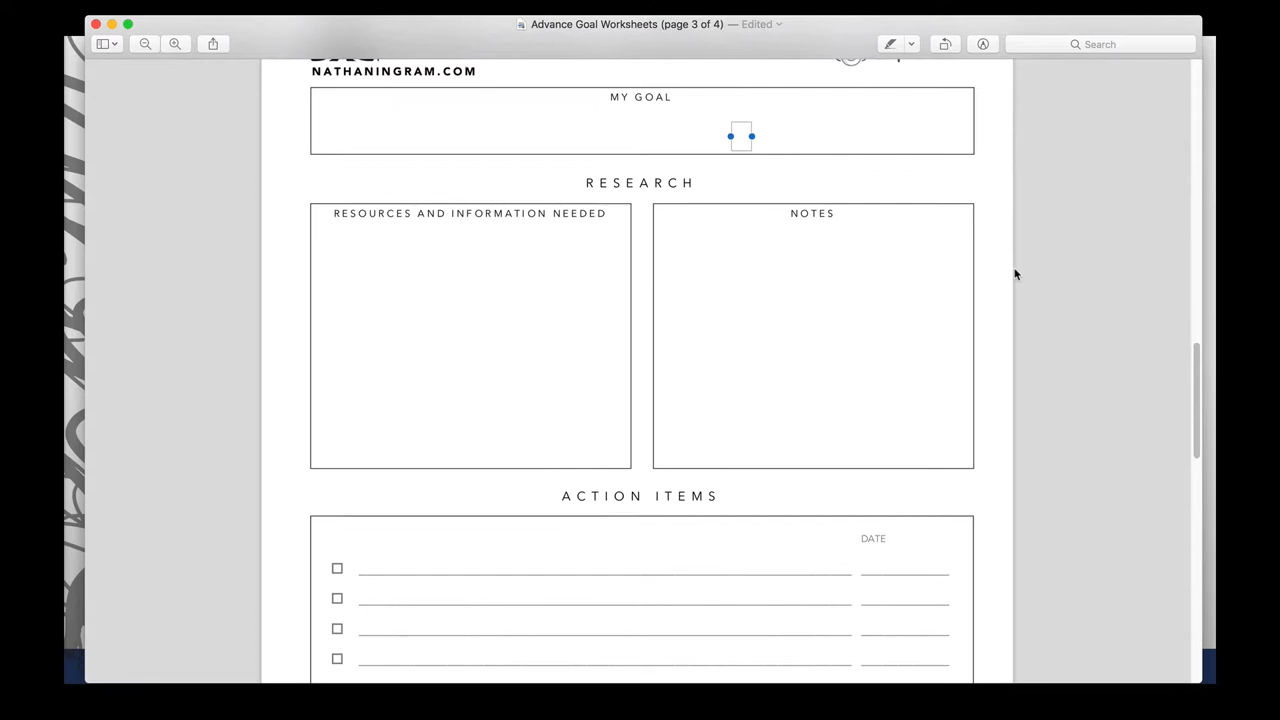 Advance Goal Worksheets (page 3 of 4) — Edited
Search
NATHANINGRAM.COM
MY GOAL
RESEARCH
RESOURCES AND INFORMATION NEEDED
NOTES
ACTION ITEMS
DATE